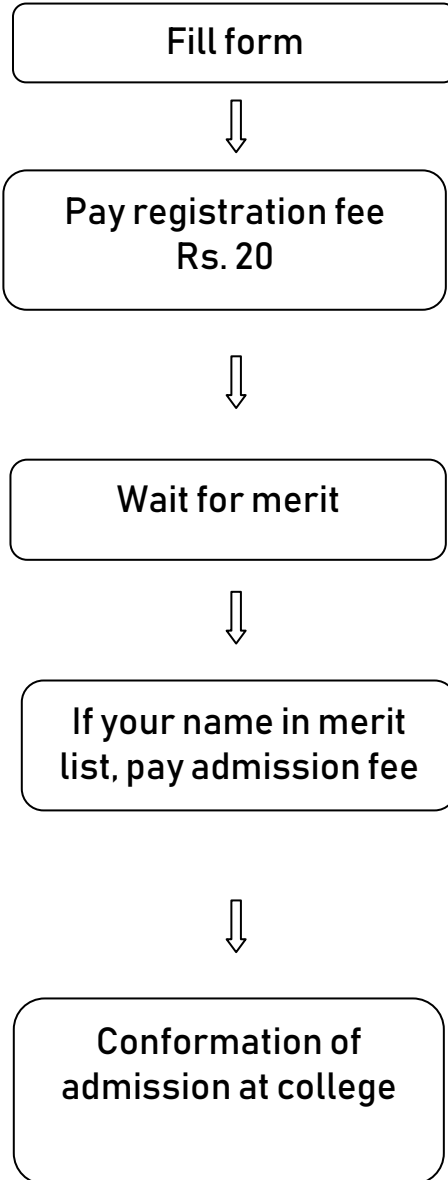 Fill form
Pay registration fee
Rs. 20
Wait for merit
If your name in merit
list, pay admission fee
Conformation of
admission at college